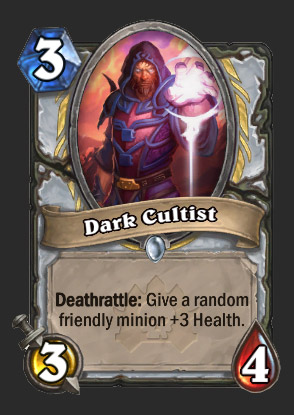 3
Dark Cultist
Deathrattle: Give a random
friendly minion +3 Health.
3
4